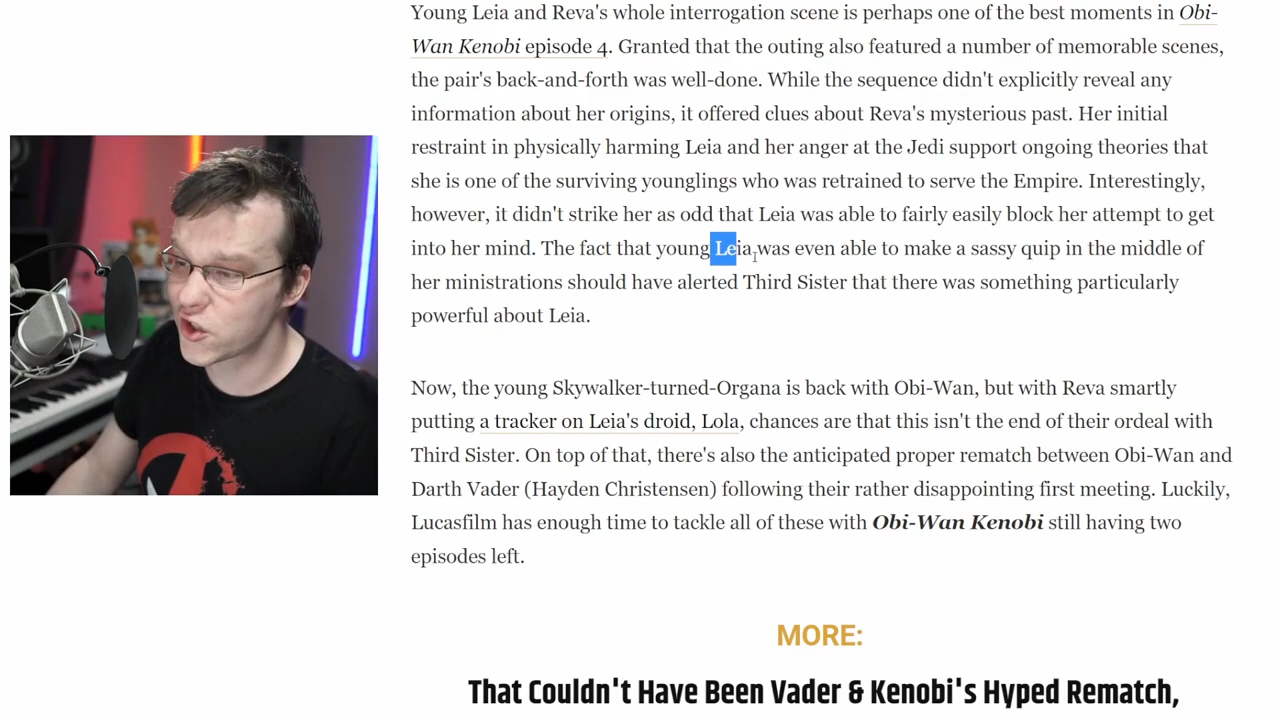 Young Leia and Reva's whole interrogation scene is perhaps one of the best moments in Obi-
Wan Kenobi episode 4. Granted that the outing also featured a number of memorable scenes,
the pair's back-and-forth was well-done. While the sequence didn't explicitly reveal any
information about her origins, it offered clues about Reva's mysterious past. Her initial
restraint in physically harming Leia and her anger at the Jedi support ongoing theories that
she is one of the surviving younglings who was retrained to serve the Empire. Interestingly,
however, it didn't strike her as odd that Leia was able to fairly easily block her attempt to get
into her mind. The fact that young Leia was even able to make a sassy quip in the middle of
her ministrations should have alerted Third Sister that there was something particularly
powerful about Leia.
Now, the young Skywalker-turned-Organa is back with Obi-Wan, but with Reva smartly
putting a tracker on Leia's droid, Lola, chances are that this isn't the end of their ordeal with
Third Sister. On top of that, there's also the anticipated proper rematch between Obi-Wan and
Darth Vader (Hayden Christensen) following their rather disappointing first meeting. Luckily,
Lucasfilm has enough time to tackle all of these with Obi-Wan Kenobi still having two
episodes left.
MORE:
That Couldn't Have Been Vader & Kenobi's Hyped Rematch,